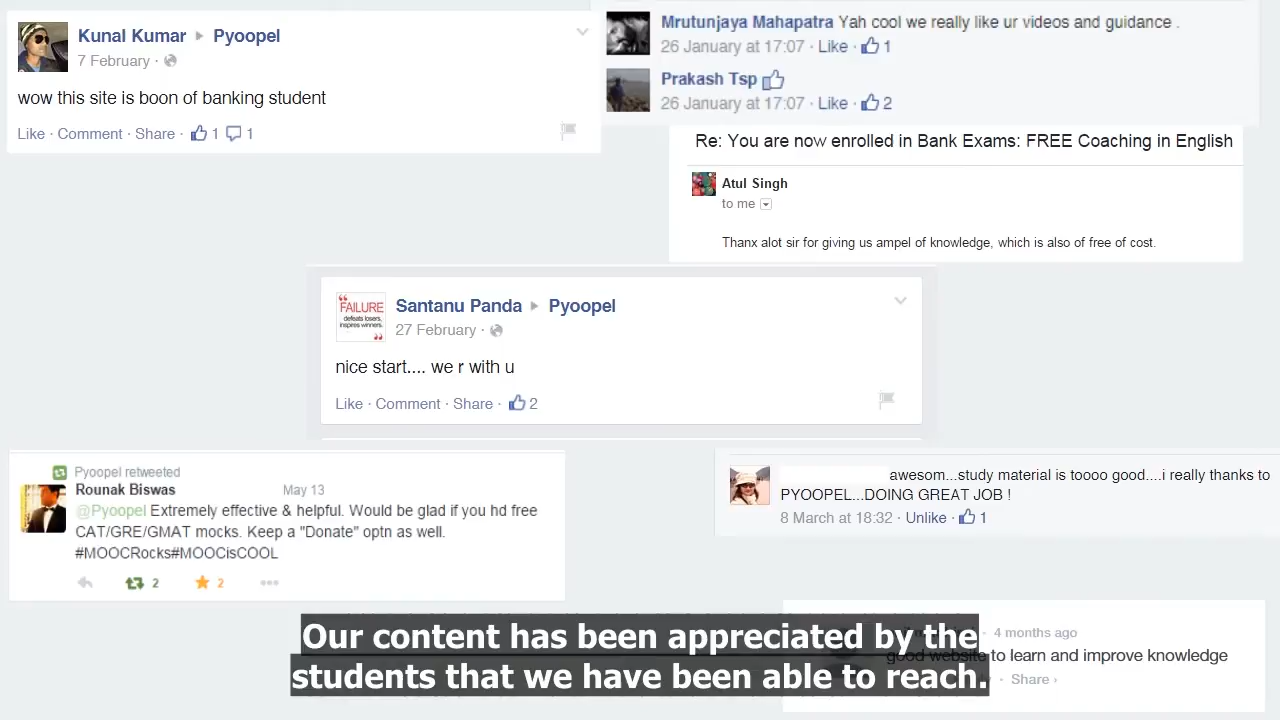 Kunal Kumar Pyoopel
7 February ·
wow this site is boon of banking student
Like · Comment · Share · 1 1
Mrutunjaya Mahapatra Yah cool we really like ur videos and guidance .
26 January at 17:07 · Like · 1
Prakash Tsp
26 January at 17:07 · Like · 2
Re: You are now enrolled in Bank Exams: FREE Coaching in English
Atul Singh
to me
Thanx alot sir for giving us ampel of knowledge, which is also of free of cost.
FAILURE
defeats losers,
inspires winners.
Santanu Panda Pyoopel
27 February ·
nice start.... we r with u
Like · Comment · Share · 2
Pyoopel retweeted
Rounak Biswas May 13
@Pyoopel Extremely effective & helpful. Would be glad if you hd free
CAT/GRE/GMAT mocks. Keep a "Donate" optn as well.
#MOOCRocks#MOOCisCOOL
2 2
awesom...study material is toooo good....i really thanks to
PYOOPEL...DOING GREAT JOB !
8 March at 18:32 · Unlike · 1
· 4 months ago
good website to learn and improve knowledge
· Share ›
Our content has been appreciated by the
students that we have been able to reach.